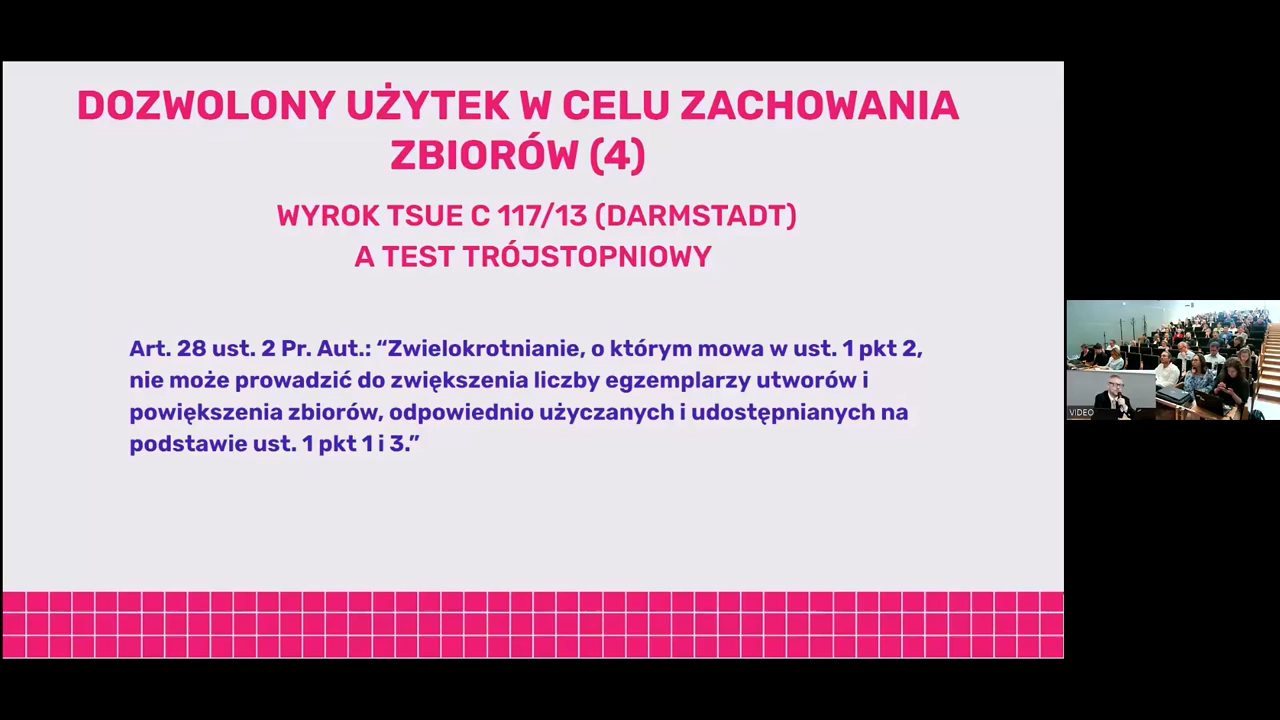 DOZWOLONY UŻYTEK W CELU ZACHOWANIA
ZBIORÓW (4)
WYROK TSUE C 117/13 (DARMSTADT)
A TEST TRÓJSTOPNIOWY
Art. 28 ust. 2 Pr. Aut.: “Zwielokrotnianie, o którym mowa w ust. 1 pkt 2,
nie może prowadzić do zwiększenia liczby egzemplarzy utworów i
powiększenia zbiorów, odpowiednio użyczanych i udostępnianych na
podstawie ust. 1 pkt 1 i 3.”
VIDEO